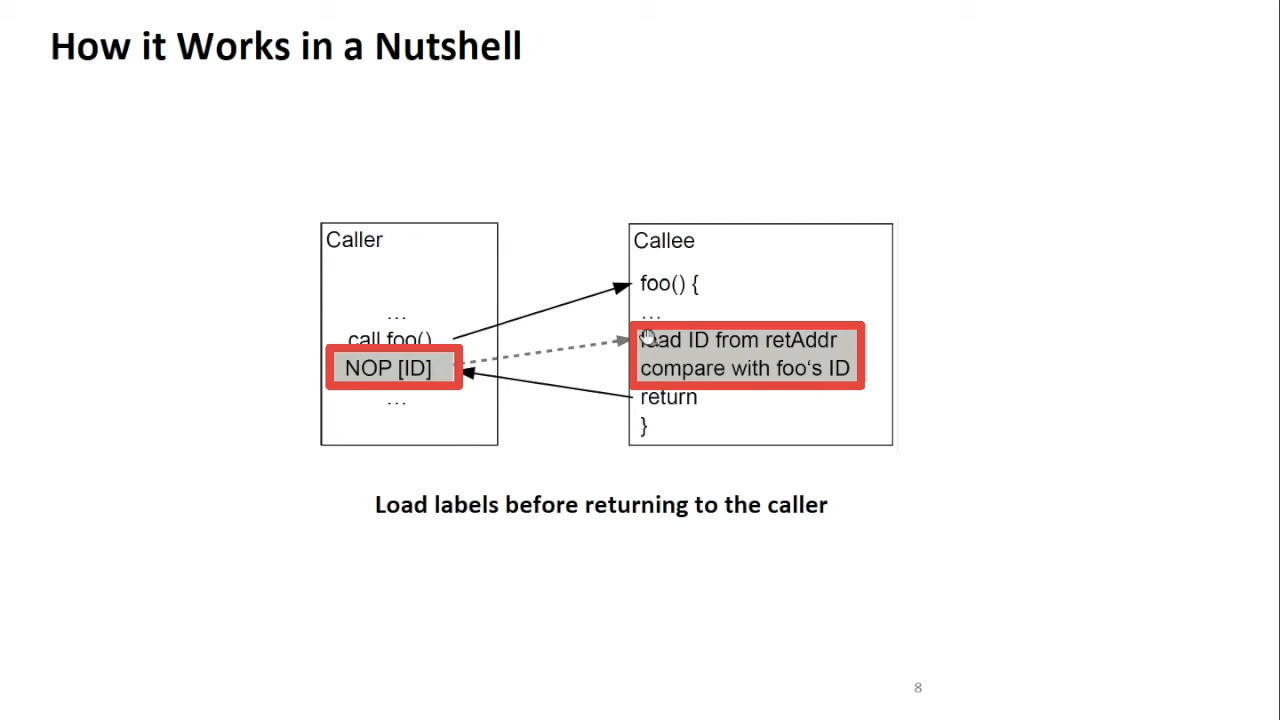 How it Works in a Nutshell
Caller
...
call foo()
NOP [ID]
...
Callee
foo() {
...
load ID from retAddr
compare with foo‘s ID
return
}
Load labels before returning to the caller
8